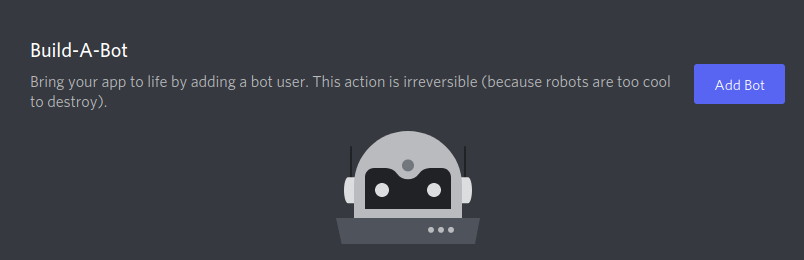 Build-A-Bot
Bring your app to life by adding a bot user. This action is irreversible (because robots are too cool
to destroy).
Add Bot